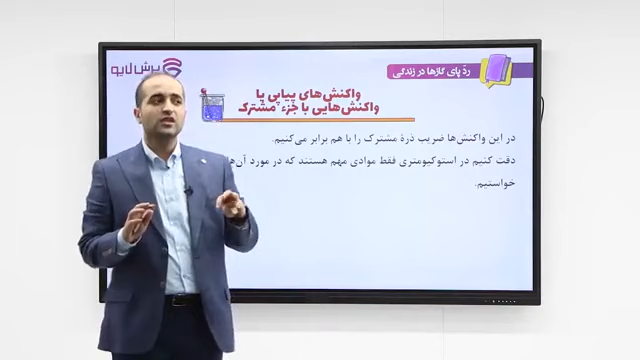 پرش لایو
ردّ پای گازها در زندگی
واکنش‌های پیاپی یا
واکنش‌هایی با جزء مشترک
در این واکنش‌ها ضریب ذرهٔ مشترک را با هم برابر می‌کنیم.
دقت کنیم در استوکیومتری فقط موادی مهم هستند که در مورد آن‌ها
خواستیم.